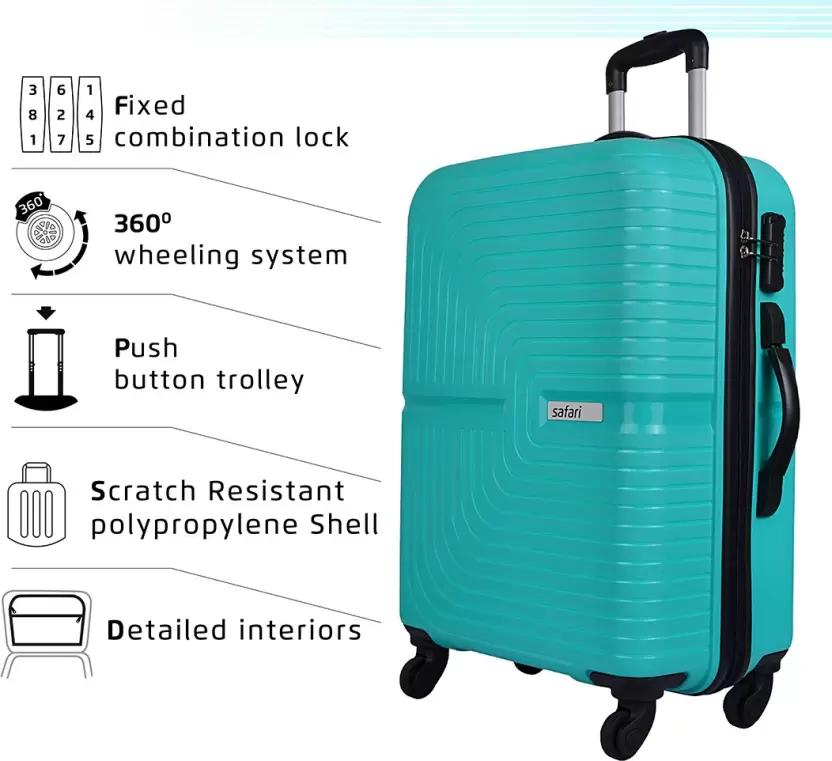 3 6 1
8 2 4
1 7 5
Fixed
combination lock
360°
360⁰
wheeling system
Push
button trolley
Scratch Resistant
polypropylene Shell
Detailed interiors
safari